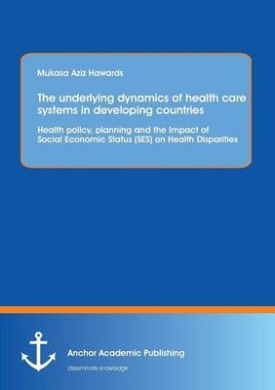 Mukasa Aziz Hawards
The underlying dynamics of health care
systems in developing countries
Health policy, planning and the Impact of
Social Economic Status (SES) on Health Disparities
Anchor Academic Publishing
disseminate knowledge